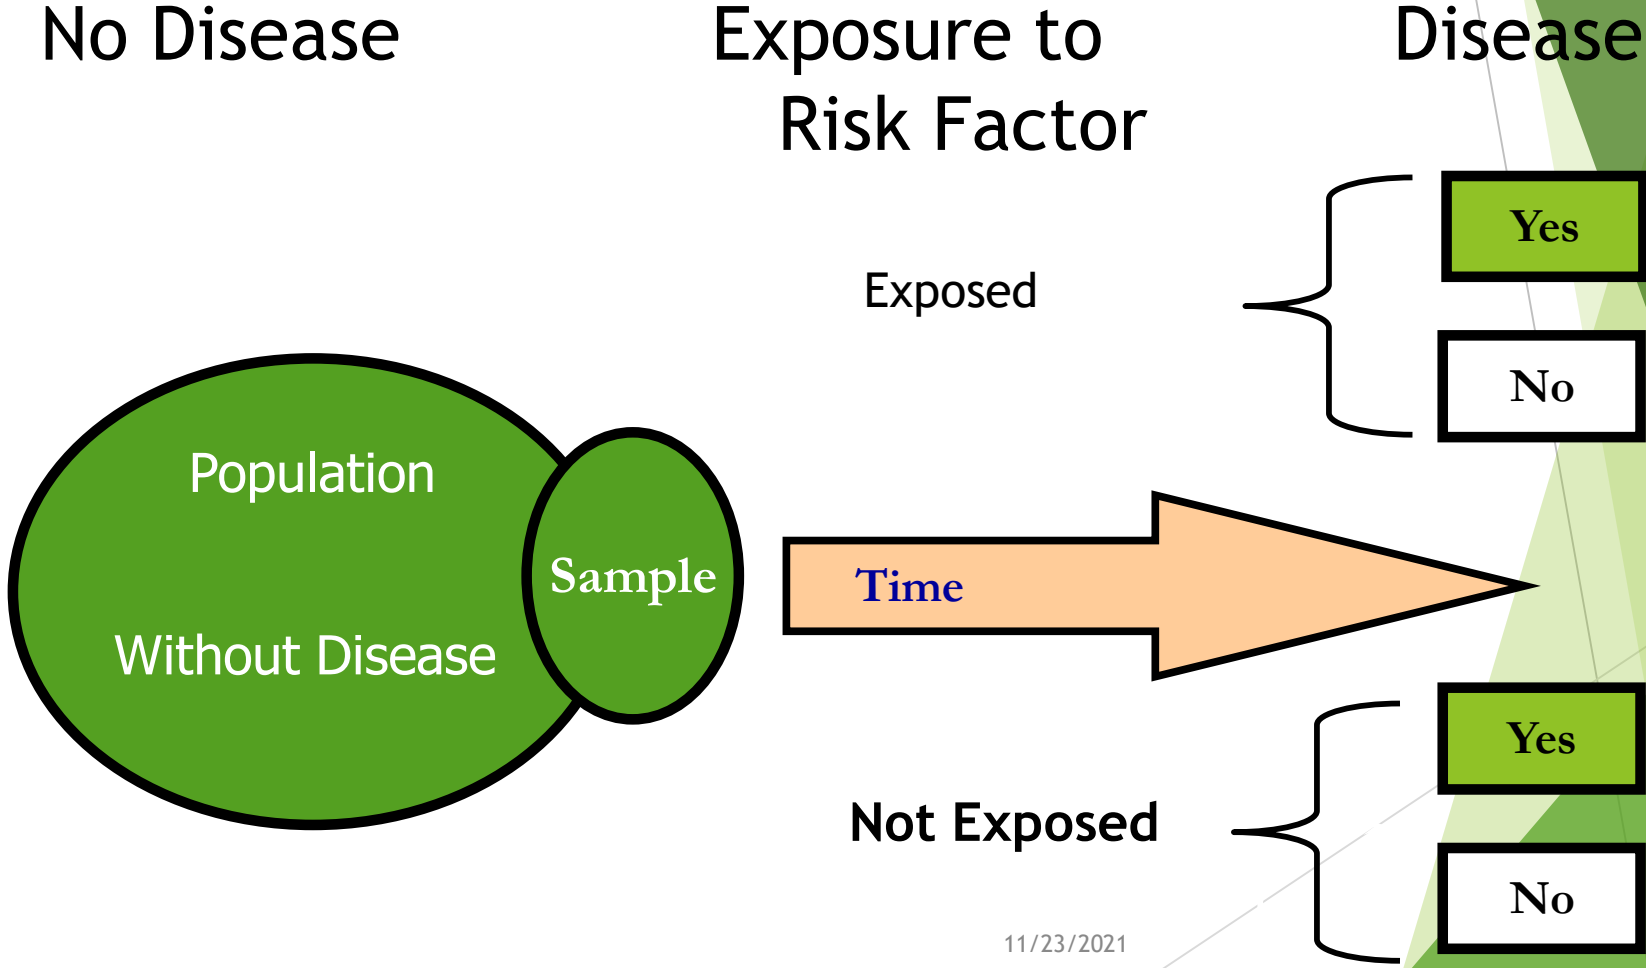 No Disease
Exposure to
Risk Factor
Disease
Exposed
Yes
No
Population
Without Disease
Sample
Time
Not Exposed
Yes
No
11/23/2021